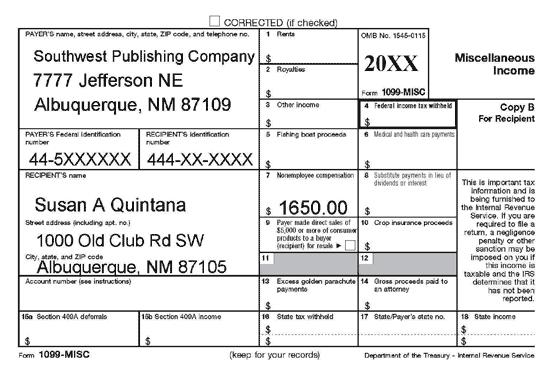 CORRECTED (if checked)
PAYER'S name, street address, city, state, ZIP code, and telephone no.
Southwest Publishing Company
7777 Jefferson NE
Albuquerque, NM 87109
1 Rents
$
2 Royalties
$
OMB No. 1545-0115
20XX
Form 1099-MISC
Miscellaneous
Income
3 Other income
$
4 Federal income tax withheld
$
Copy B
For Recipient
PAYER'S Federal identification
number
44-5XXXXXX
RECIPIENT'S identification
number
444-XX-XXXX
5 Fishing boat proceeds
$
6 Medical and health care payments
$
RECIPIENT'S name
Susan A Quintana
7 Nonemployee compensation
$ 1650.00
8 Substitute payments in lieu of
dividends or interest
$
This is important tax
information and is
being furnished to
the Internal Revenue
Service. If you are
required to file a
return, a negligence
penalty or other
sanction may be
imposed on you if
this income is
taxable and the IRS
determines that it
has not been
reported.
Street address (including apt. no.)
1000 Old Club Rd SW
9 Payer made direct sales of
$5,000 or more of consumer
products to a buyer
(recipient) for resale ►
10 Crop insurance proceeds
$
City, state, and ZIP code
Albuquerque, NM 87105
11
12
Account number (see instructions)
13 Excess golden parachute
payments
$
14 Gross proceeds paid to
an attorney
$
15a Section 409A deferrals
$
15b Section 409A income
$
16 State tax withheld
$
$
17 State/Payer's state no.
18 State income
$
$
Form 1099-MISC
(keep for your records)
Department of the Treasury - Internal Revenue Service